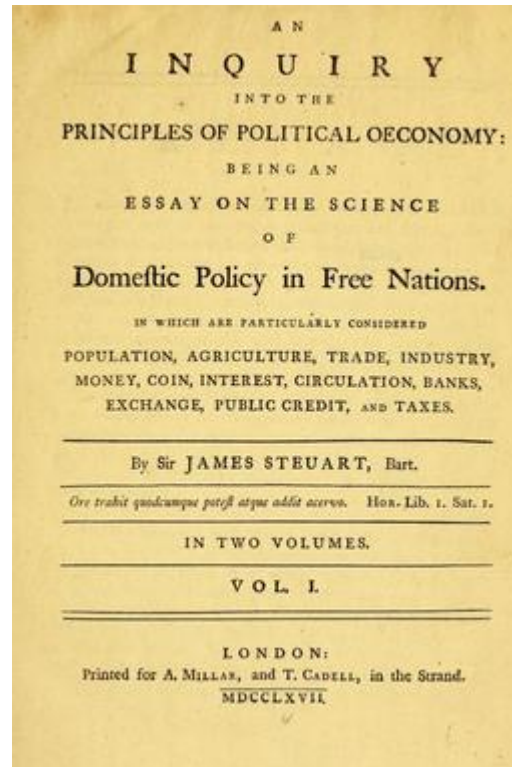 AN
INQUIRY
INTO THE
PRINCIPLES OF POLITICAL OECONOMY:
BEING AN
ESSAY ON THE SCIENCE
OF
Domeſtic Policy in Free Nations.
IN WHICH ARE PARTICULARLY CONSIDERED
POPULATION, AGRICULTURE, TRADE, INDUSTRY,
MONEY, COIN, INTEREST, CIRCULATION, BANKS,
EXCHANGE, PUBLIC CREDIT, AND TAXES.
By Sir JAMES STEUART, Bart.
Ore trahit quodcumque poteſt atque addit acervo. HOR. Lib. 1. Sat. 1.
IN TWO VOLUMES.
VOL. I.
LONDON:
Printed for A. MILLAR, and T. CADELL, in the Strand.
MDCCLXVII.